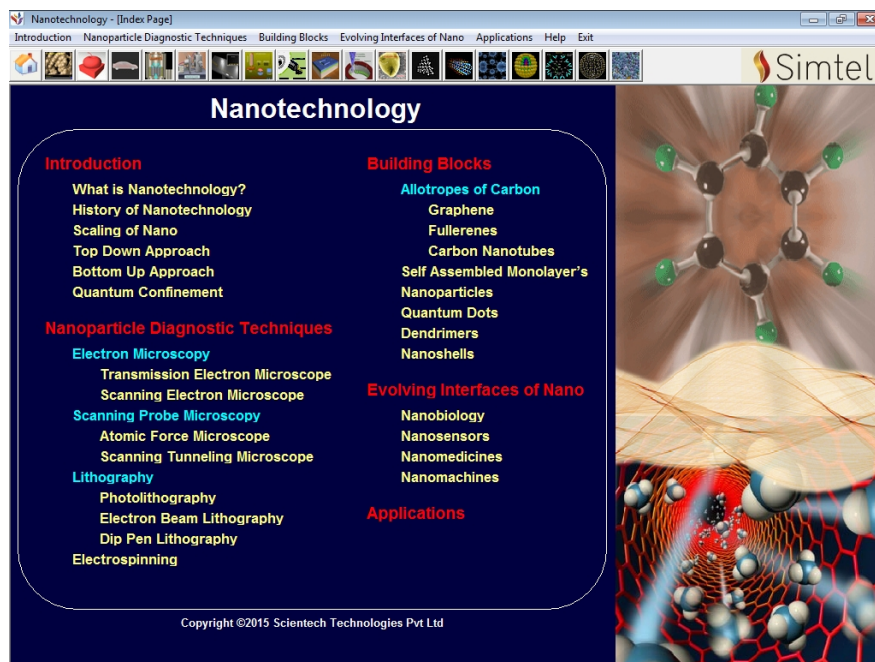 Nanotechnology - [Index Page]
Introduction Nanoparticle Diagnostic Techniques Building Blocks Evolving Interfaces of Nano Applications Help Exit
Simtel
Nanotechnology
Introduction
What is Nanotechnology?
History of Nanotechnology
Scaling of Nano
Top Down Approach
Bottom Up Approach
Quantum Confinement
Nanoparticle Diagnostic Techniques
Electron Microscopy
Transmission Electron Microscope
Scanning Electron Microscope
Scanning Probe Microscopy
Atomic Force Microscope
Scanning Tunneling Microscope
Lithography
Photolithography
Electron Beam Lithography
Dip Pen Lithography
Electrospinning
Building Blocks
Allotropes of Carbon
Graphene
Fullerenes
Carbon Nanotubes
Self Assembled Monolayer's
Nanoparticles
Quantum Dots
Dendrimers
Nanoshells
Evolving Interfaces of Nano
Nanobiology
Nanosensors
Nanomedicines
Nanomachines
Applications
Copyright ©2015 Scientech Technologies Pvt Ltd